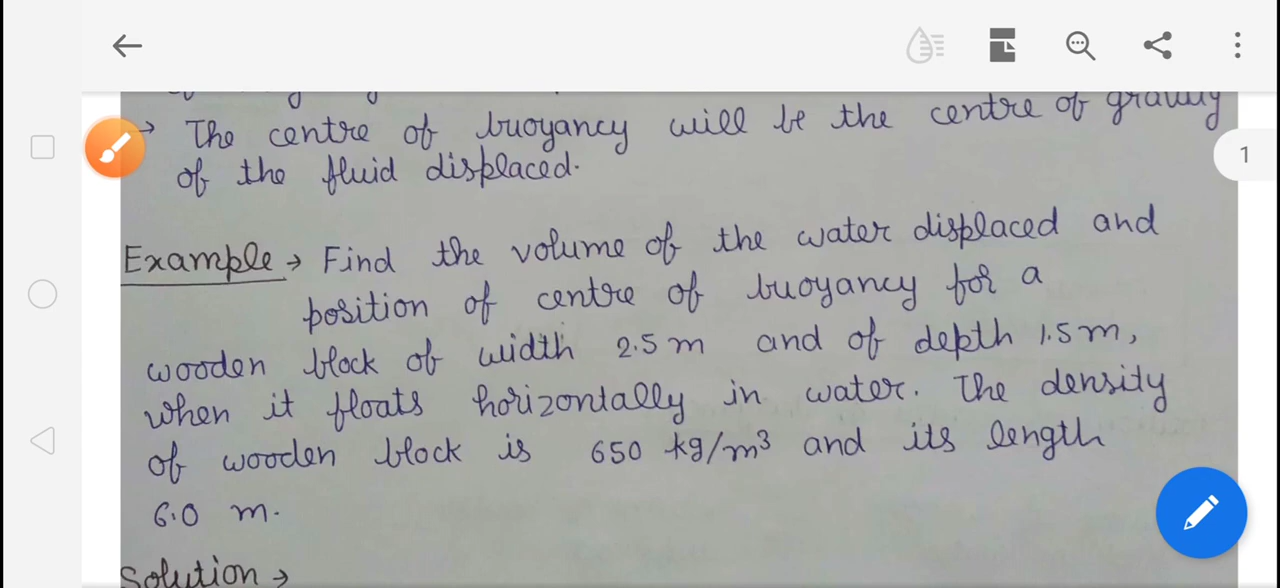 → The centre of buoyancy will be the centre of gravity
of the fluid displaced.
1
Example → Find the volume of the water displaced and
position of centre of buoyancy for a
wooden block of width 2.5 m and of depth 1.5 m,
when it floats horizontally in water. The density
of wooden block is 650 kg/m³ and its length
6.0 m.
Solution →